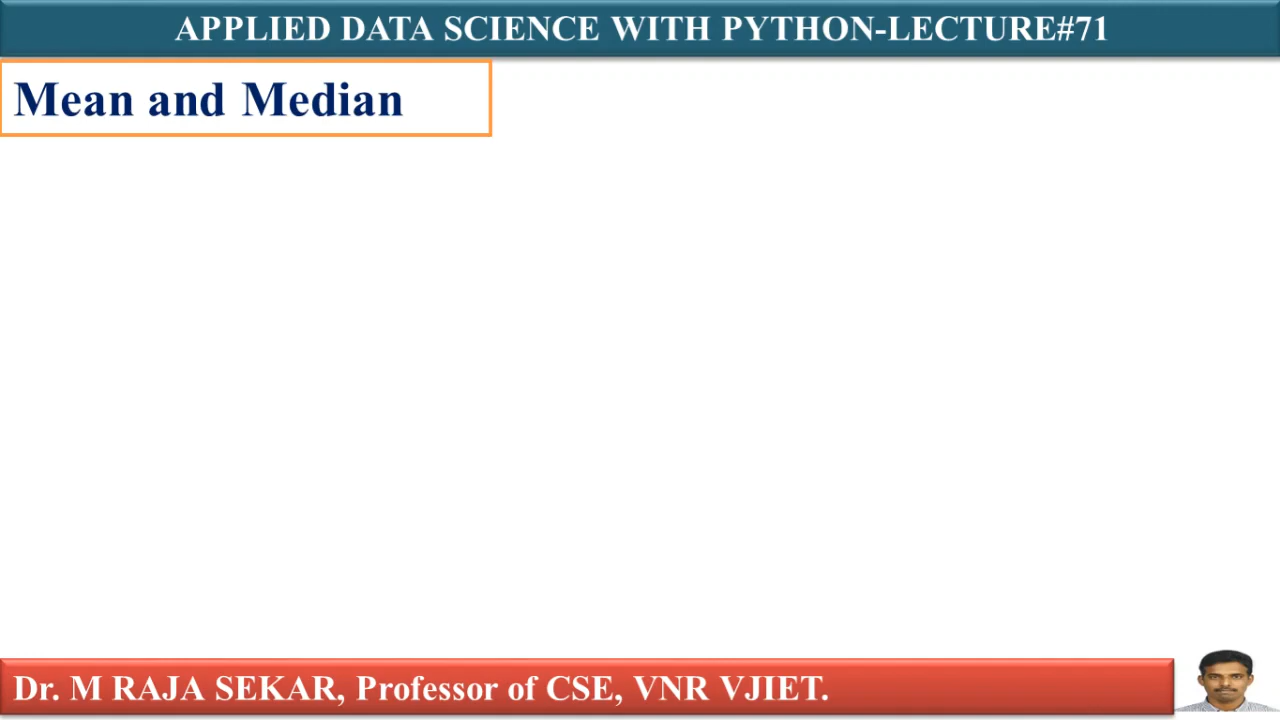 APPLIED DATA SCIENCE WITH PYTHON-LECTURE#71
Mean and Median
Dr. M RAJA SEKAR, Professor of CSE, VNR VJIET.